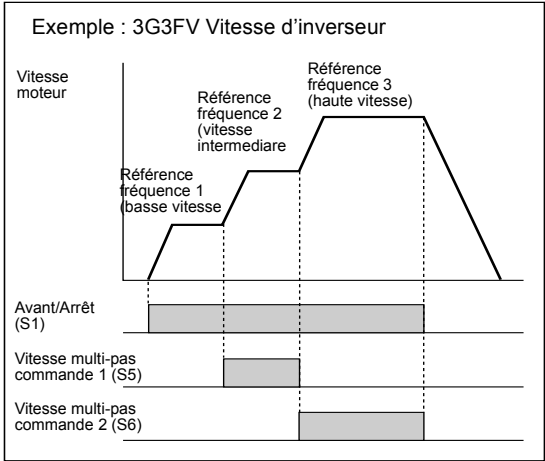 Exemple : 3G3FV Vitesse d'inverseur
Vitesse
moteur
Référence
fréquence 1
(basse vitesse
Référence
fréquence 2
(vitesse
intermediare
Référence
fréquence 3
(haute vitesse)
Avant/Arrêt
(S1)
Vitesse multi-pas
commande 1 (S5)
Vitesse multi-pas
commande 2 (S6)